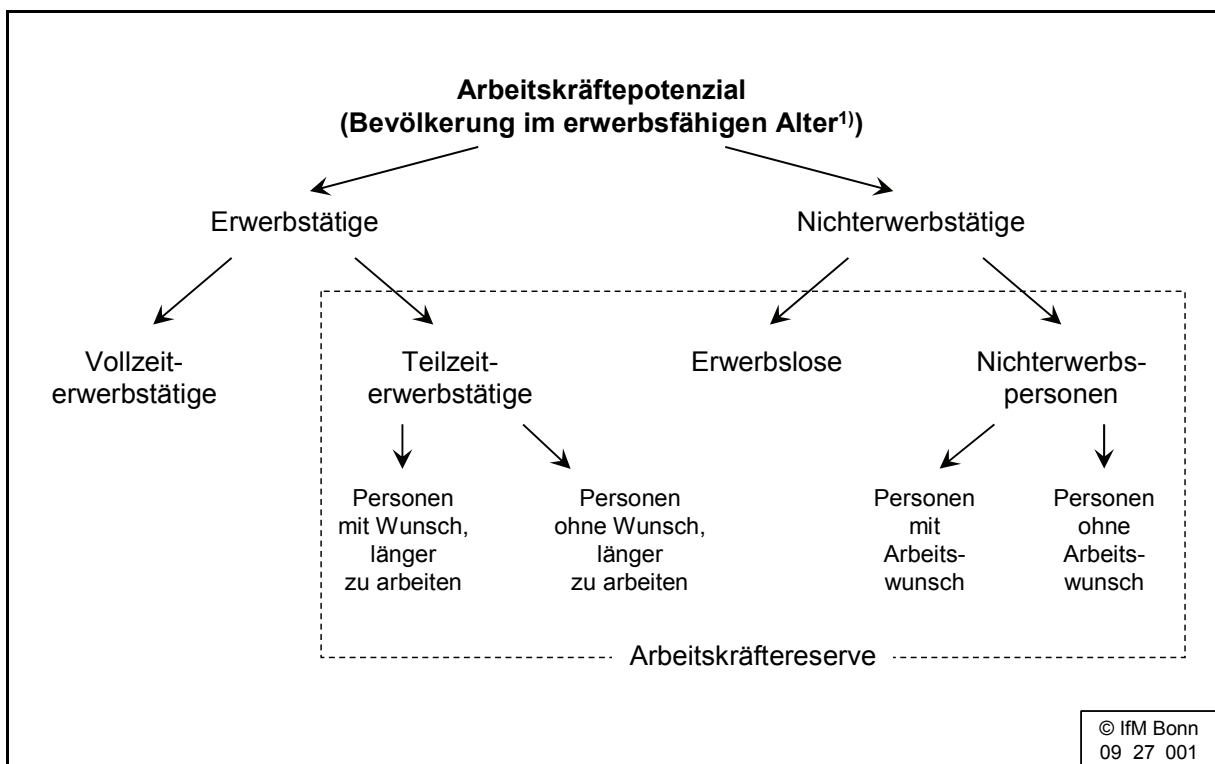 Arbeitskräftepotenzial
(Bevölkerung im erwerbsfähigen Alter1))
Erwerbstätige
Nichterwerbstätige
Vollzeit-
erwerbstätige
Teilzeit-
erwerbstätige
Erwerbslose
Nichterwerbs-
personen
Personen
mit Wunsch,
länger
zu arbeiten
Personen
ohne Wunsch,
länger
zu arbeiten
Personen
mit
Arbeits-
wunsch
Personen
ohne
Arbeits-
wunsch
Arbeitskräftereserve
© IfM Bonn
09 27 001